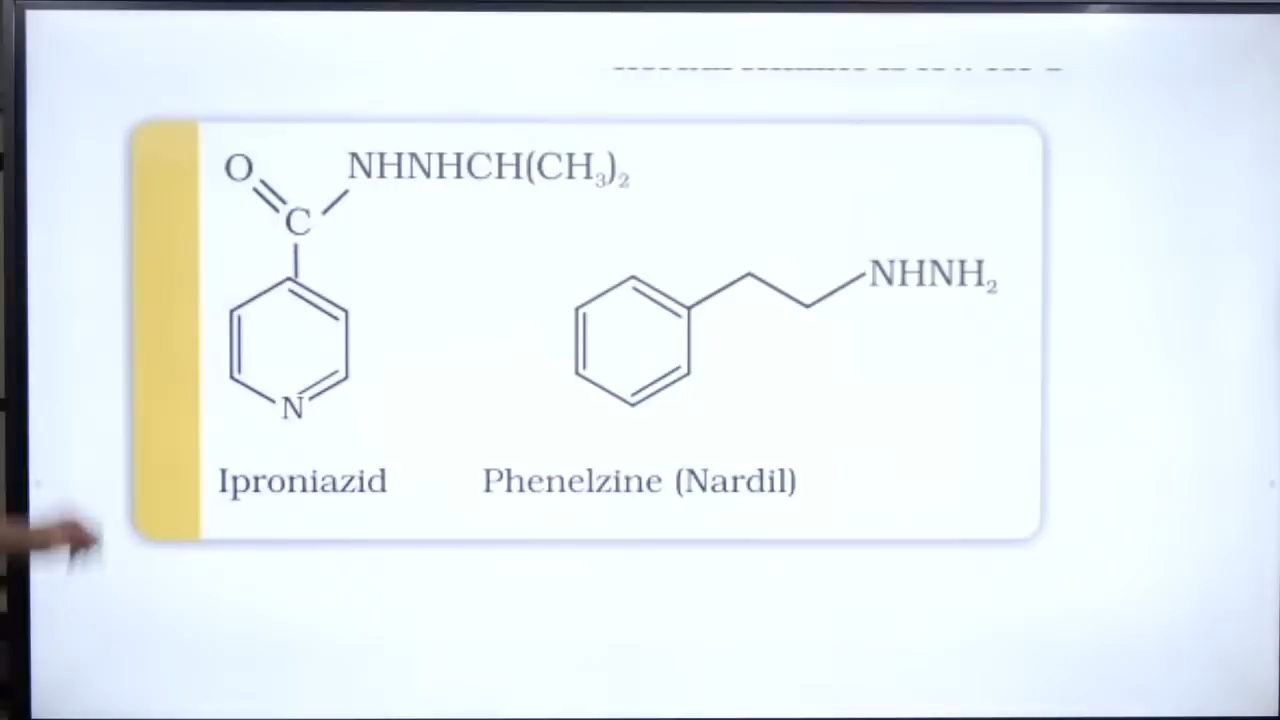 O
NHNHCH(CH₃)₂
C
NHNH₂
N
Iproniazid
Phenelzine (Nardil)